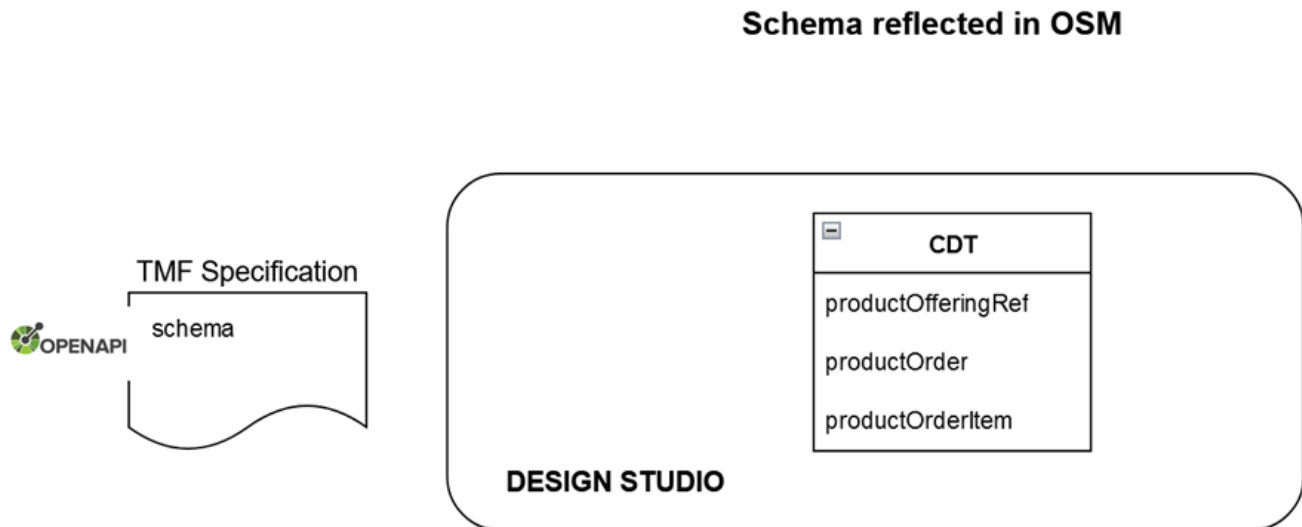 Schema reflected in OSM
TMF Specification
schema
OPENAPI
CDT
productOfferingRef
productOrder
productOrderItem
DESIGN STUDIO